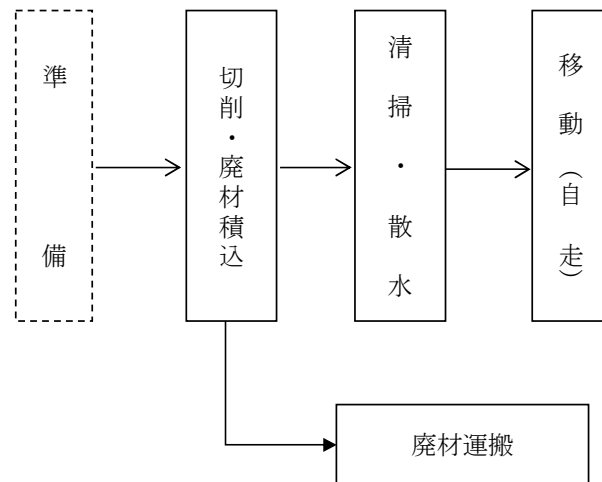 準備
切削・廃材積込
清掃・散水
移動(自走)
廃材運搬